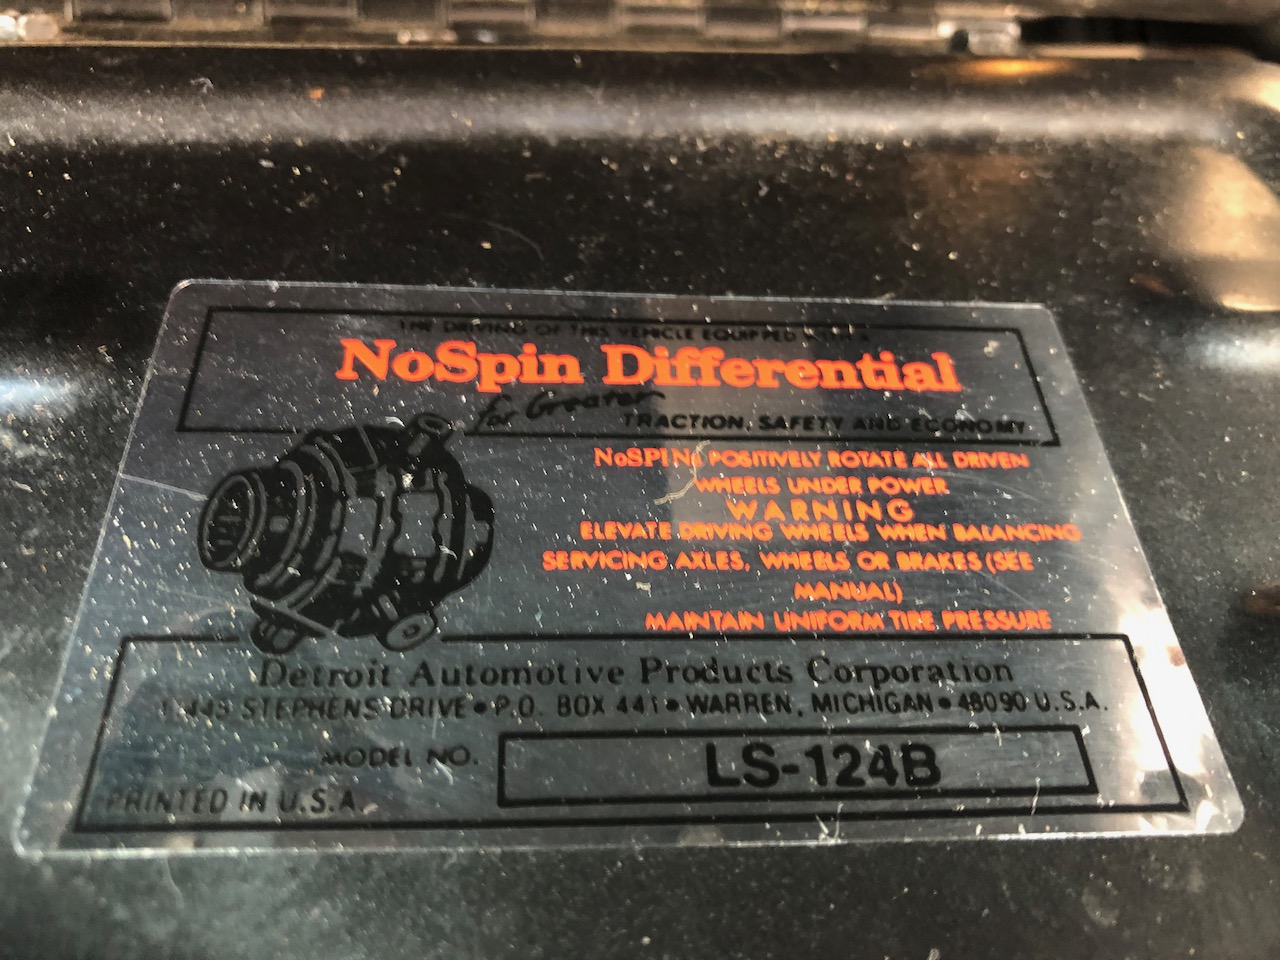 THE DRIVING OF THIS VEHICLE EQUIPPED WITH A
NoSpin Differential
for Greater
TRACTION, SAFETY AND ECONOMY
NoSPINs POSITIVELY ROTATE ALL DRIVEN
WHEELS UNDER POWER
WARNING
ELEVATE DRIVING WHEELS WHEN BALANCING
SERVICING AXLES, WHEELS OR BRAKES (SEE
MANUAL)
MAINTAIN UNIFORM TIRE PRESSURE
Detroit Automotive Products Corporation
STEPHENS DRIVE • P.O. BOX 441 • WARREN, MICHIGAN • 48090 U.S.A.
MODEL NO.
LS-124B
PRINTED IN U.S.A.